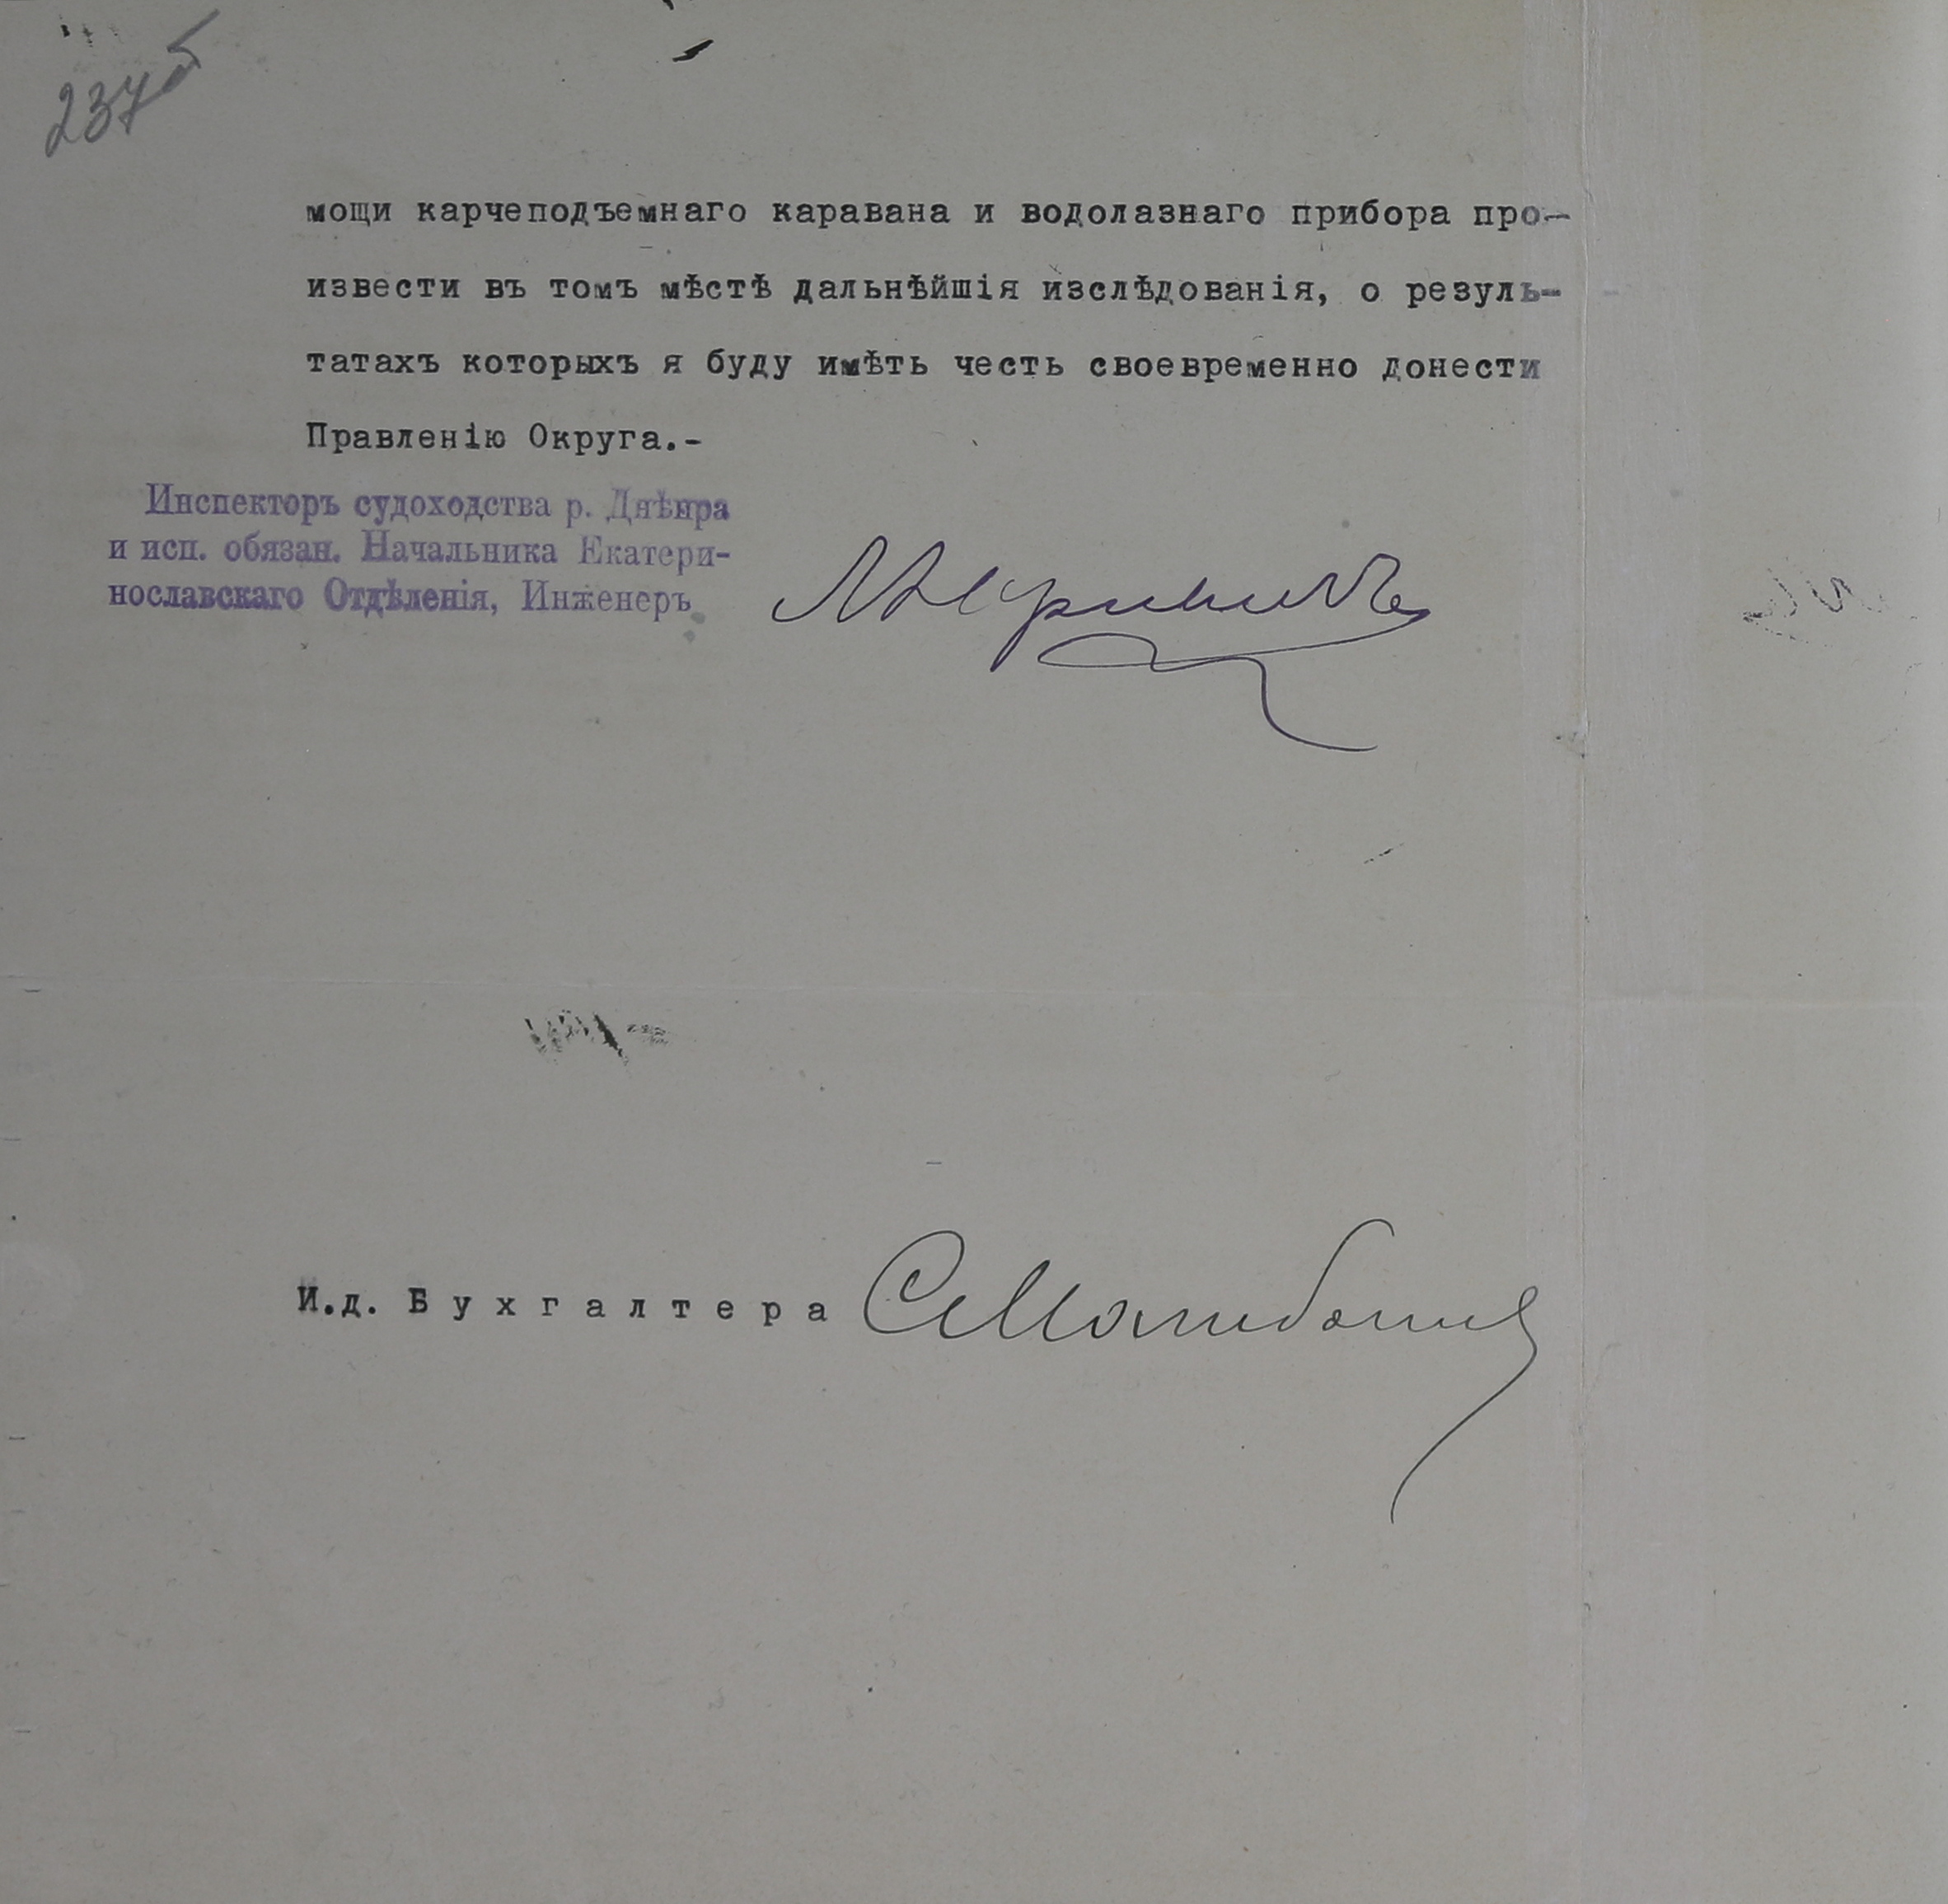 237б
мощи карчеподъемнаго каравана и водолазнаго прибора про-
извести въ томъ мѣстѣ дальнѣйшія изслѣдованія, о резуль-
татахъ которыхъ я буду имѣть честь своевременно донести
Правленію Округа.-
Инспекторъ судоходства р. Днѣпра
и исп. обязан. Начальника Екатери-
нославскаго Отдѣленія, Инженеръ
И.д. Бухгалтера